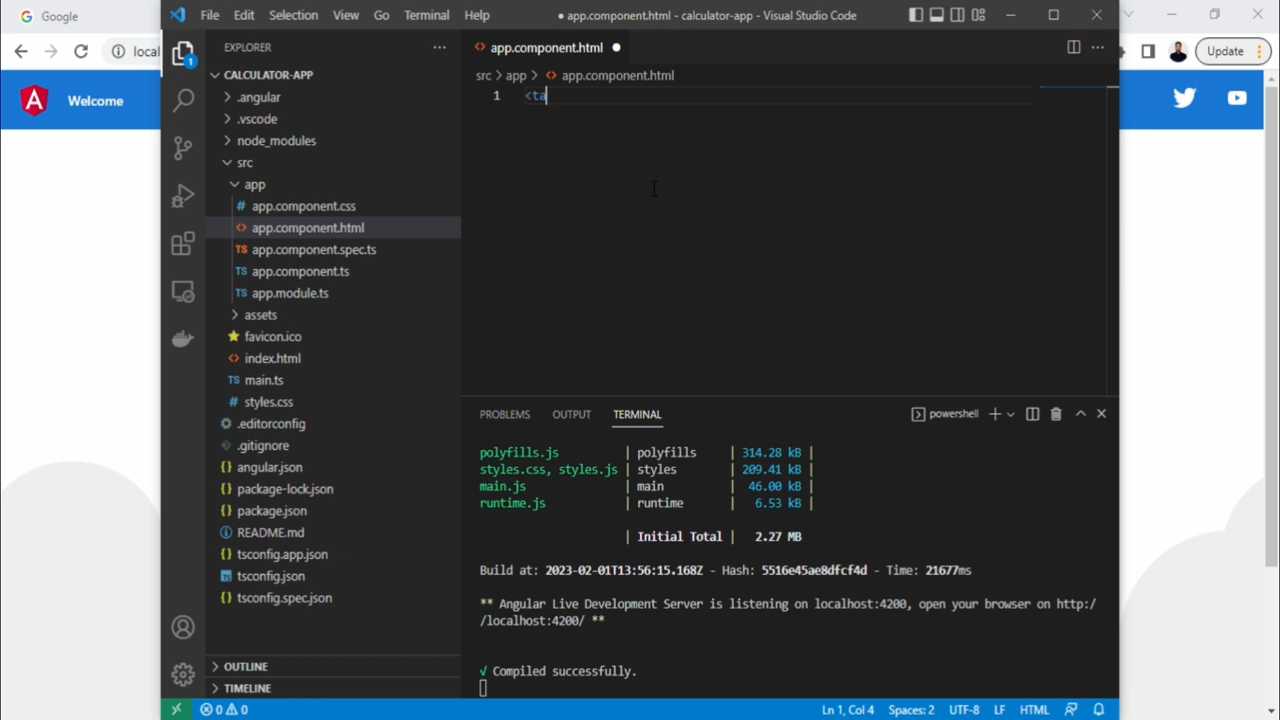 Google
local
Update
Welcome
File Edit Selection View Go Terminal Help
● app.component.html - calculator-app - Visual Studio Code
EXPLORER
CALCULATOR-APP
.angular
.vscode
node_modules
src
app
# app.component.css
<> app.component.html
TS app.component.spec.ts
TS app.component.ts
TS app.module.ts
assets
favicon.ico
<> index.html
TS main.ts
# styles.css
.editorconfig
.gitignore
{} angular.json
{} package-lock.json
{} package.json
README.md
{} tsconfig.app.json
tsconfig.json
{} tsconfig.spec.json
OUTLINE
TIMELINE
1
<> app.component.html ●
src > app > <> app.component.html
1 <ta
PROBLEMS OUTPUT TERMINAL
powershell
polyfills.js | polyfills | 314.28 kB |
styles.css, styles.js | styles | 209.41 kB |
main.js | main | 46.00 kB |
runtime.js | runtime | 6.53 kB |
| Initial Total | 2.27 MB
Build at: 2023-02-01T13:56:15.168Z - Hash: 5516e45ae8dfcf4d - Time: 21677ms
** Angular Live Development Server is listening on localhost:4200, open your browser on http:/
/localhost:4200/ **
√ Compiled successfully.
0 0
Ln 1, Col 4 Spaces: 2 UTF-8 LF HTML